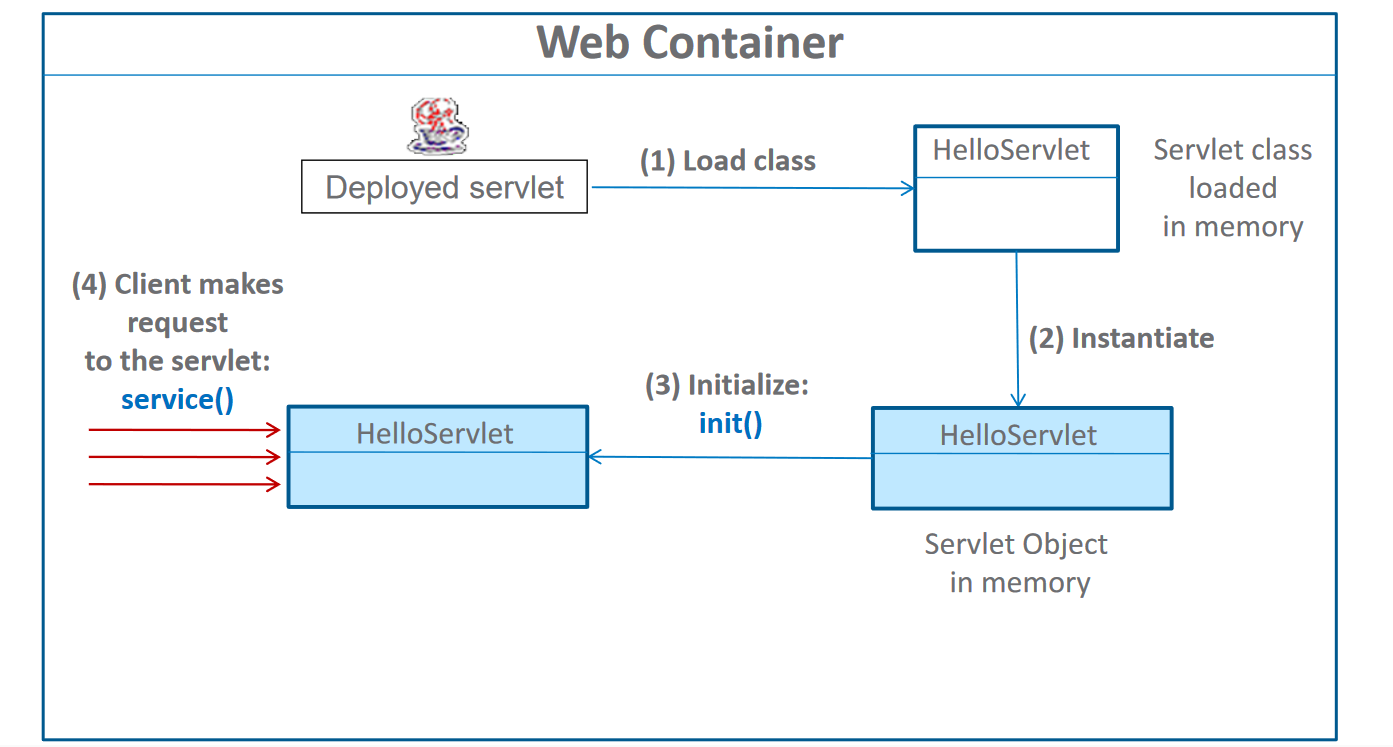 Web Container
Deployed servlet
(1) Load class
HelloServlet
Servlet class
loaded
in memory
(2) Instantiate
HelloServlet
Servlet Object
in memory
(3) Initialize:
init()
(4) Client makes
request
to the servlet:
service()
HelloServlet